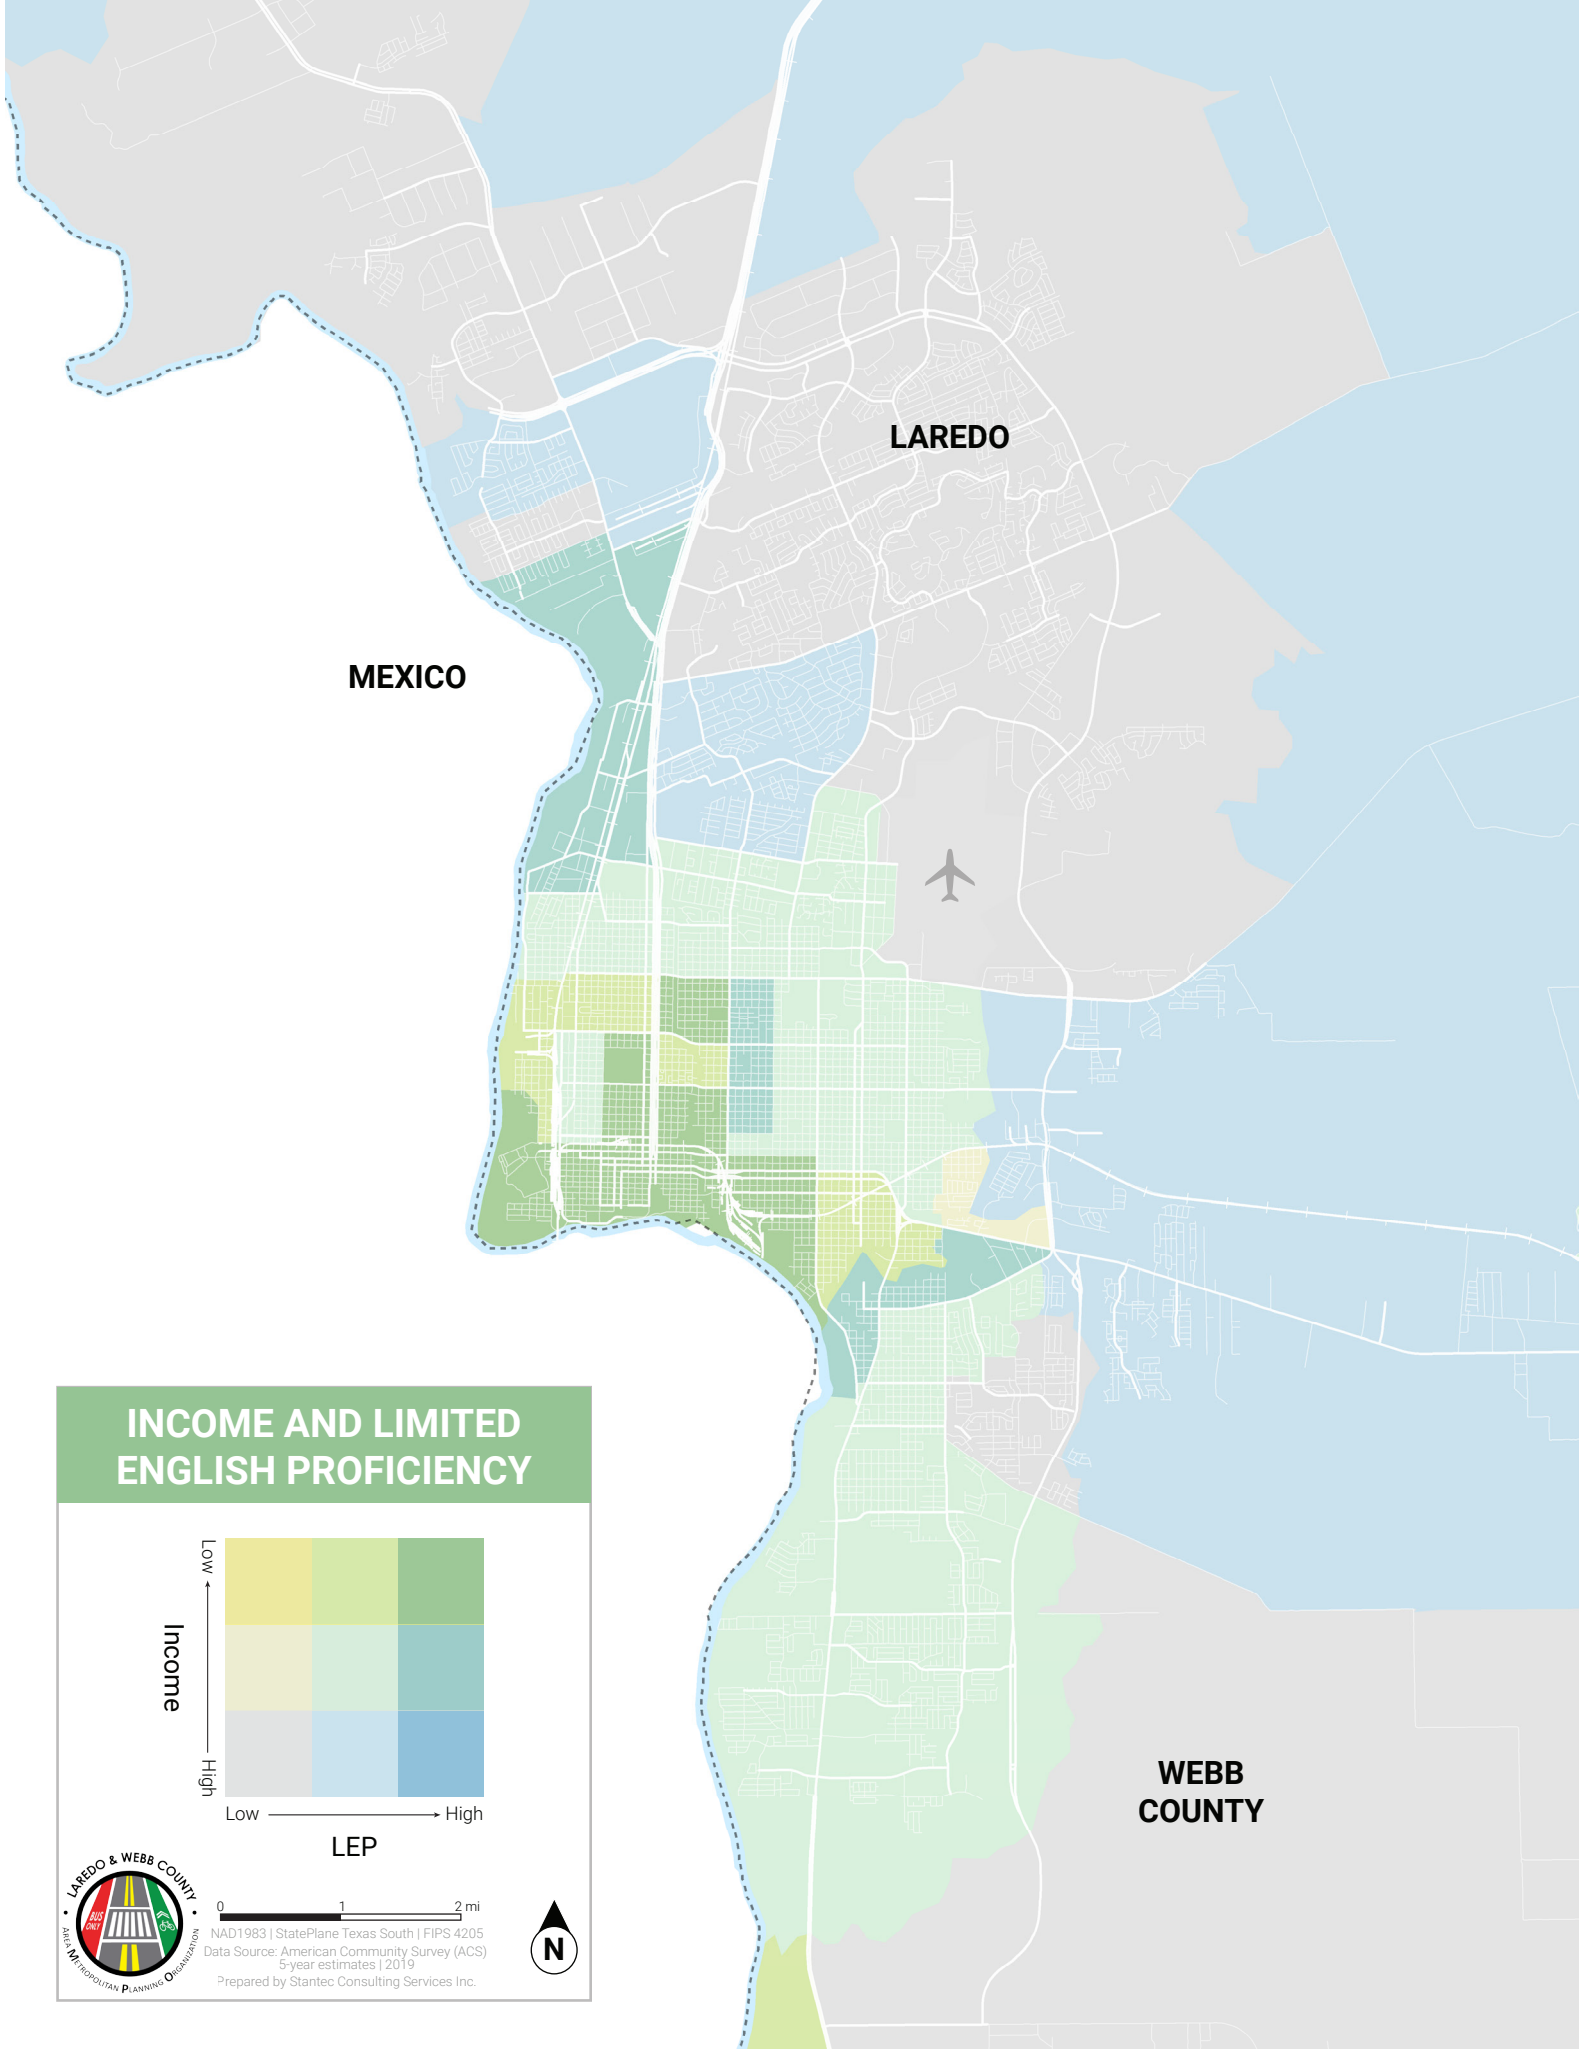 LAREDO
MEXICO
INCOME AND LIMITED
ENGLISH PROFICIENCY
Low
Income
High
Low
High
LEP
LAREDO & WEBB COUNTY
BUS
ONLY
AREA METROPOLITAN PLANNING ORGANIZATION
0 1 2 mi
NAD1983 | StatePlane Texas South | FIPS 4205
Data Source: American Community Survey (ACS)
5-year estimates | 2019
Prepared by Stantec Consulting Services Inc.
N
WEBB
COUNTY